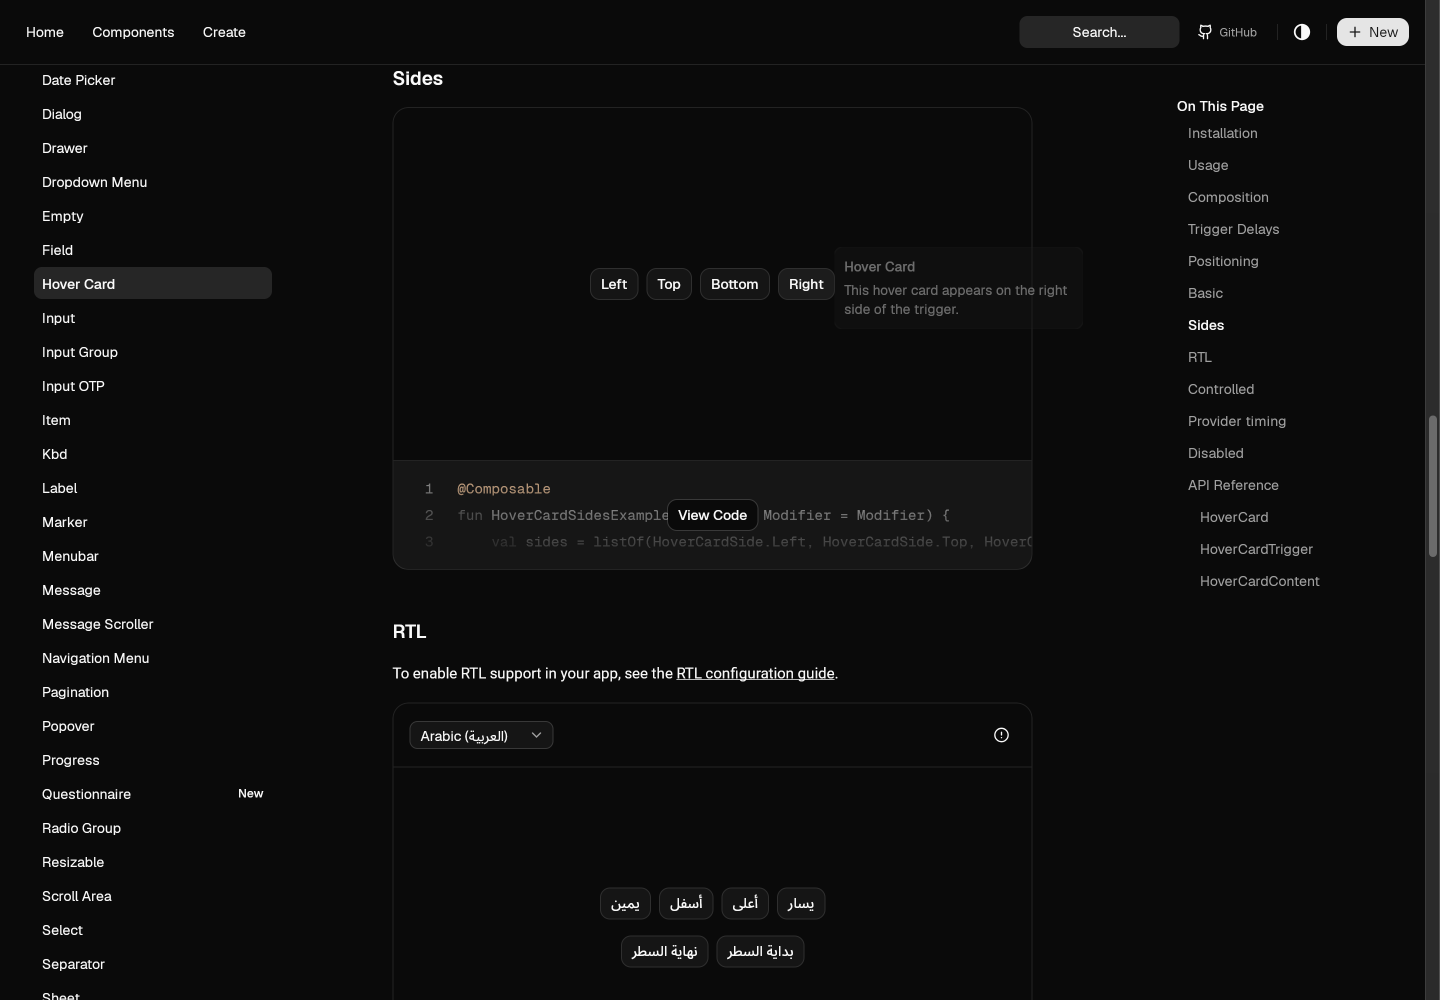 Home
Components
Create
Search...
GitHub
New
Date Picker
Dialog
Drawer
Dropdown Menu
Empty
Field
Hover Card
Input
Input Group
Input OTP
Item
Kbd
Label
Marker
Menubar
Message
Message Scroller
Navigation Menu
Pagination
Popover
Progress
Questionnaire New
Radio Group
Resizable
Scroll Area
Select
Separator
Sheet
Sides
Left
Top
Bottom
Right
Hover Card
This hover card appears on the right
side of the trigger.
1 @Composable
2 fun HoverCardSidesExample Modifier = Modifier) {
3 val sides = listOf(HoverCardSide.Left, HoverCardSide.Top, HoverC
View Code
RTL
To enable RTL support in your app, see the RTL configuration guide.
Arabic (العربية)
يسار
أعلى
أسفل
يمين
بداية السطر
نهاية السطر
On This Page
Installation
Usage
Composition
Trigger Delays
Positioning
Basic
Sides
RTL
Controlled
Provider timing
Disabled
API Reference
HoverCard
HoverCardTrigger
HoverCardContent